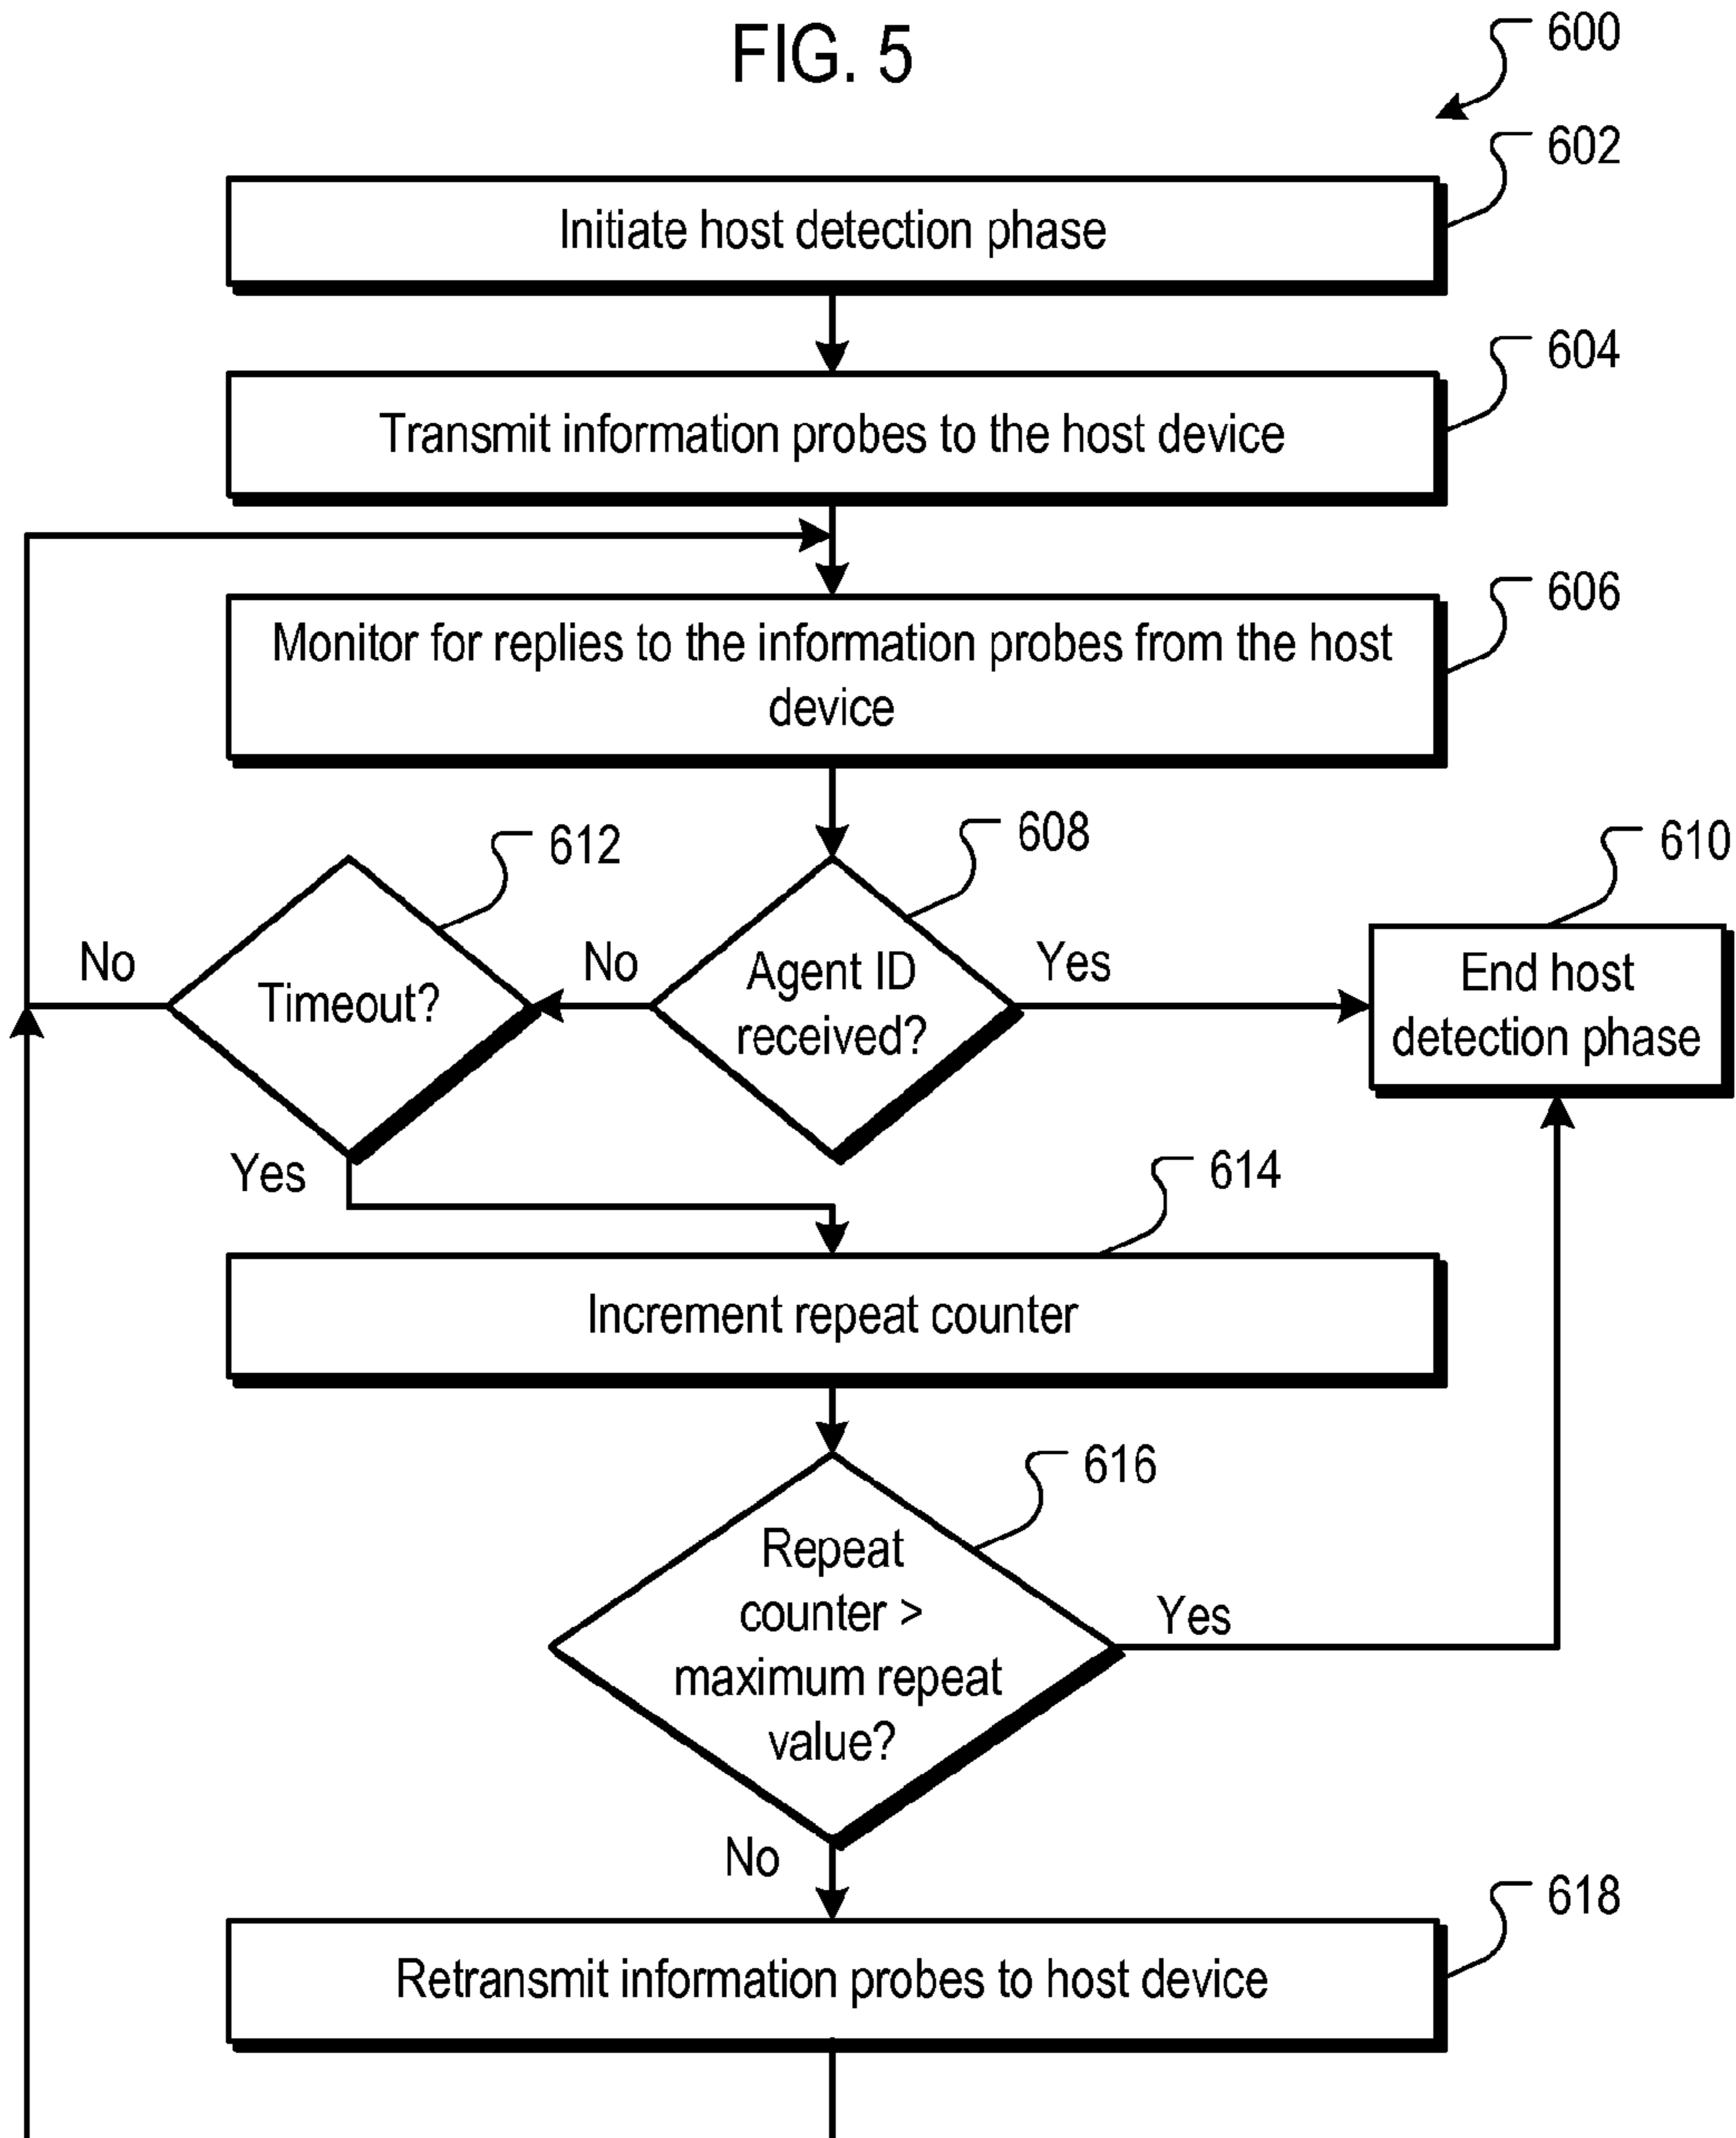 FIG. 5
600
602
Initiate host detection phase
604
Transmit information probes to the host device
606
Monitor for replies to the information probes from the host
device
612
608
610
No
Timeout?
No
Agent ID
received?
Yes
End host
detection phase
Yes
614
Increment repeat counter
616
Repeat
counter >
maximum repeat
value?
Yes
No
618
Retransmit information probes to host device